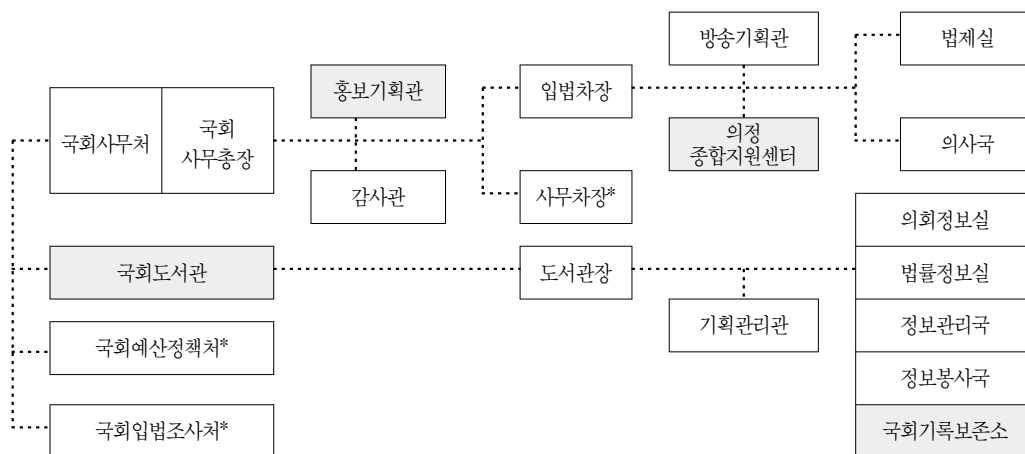 방송기획관
법제실
홍보기획관
입법차장
국회사무처
국회
사무총장
의정
종합지원센터
의사국
감사관
사무차장*
의회정보실
국회도서관
도서관장
법률정보실
기획관리관
정보관리국
국회예산정책처*
정보봉사국
국회입법조사처*
국회기록보존소